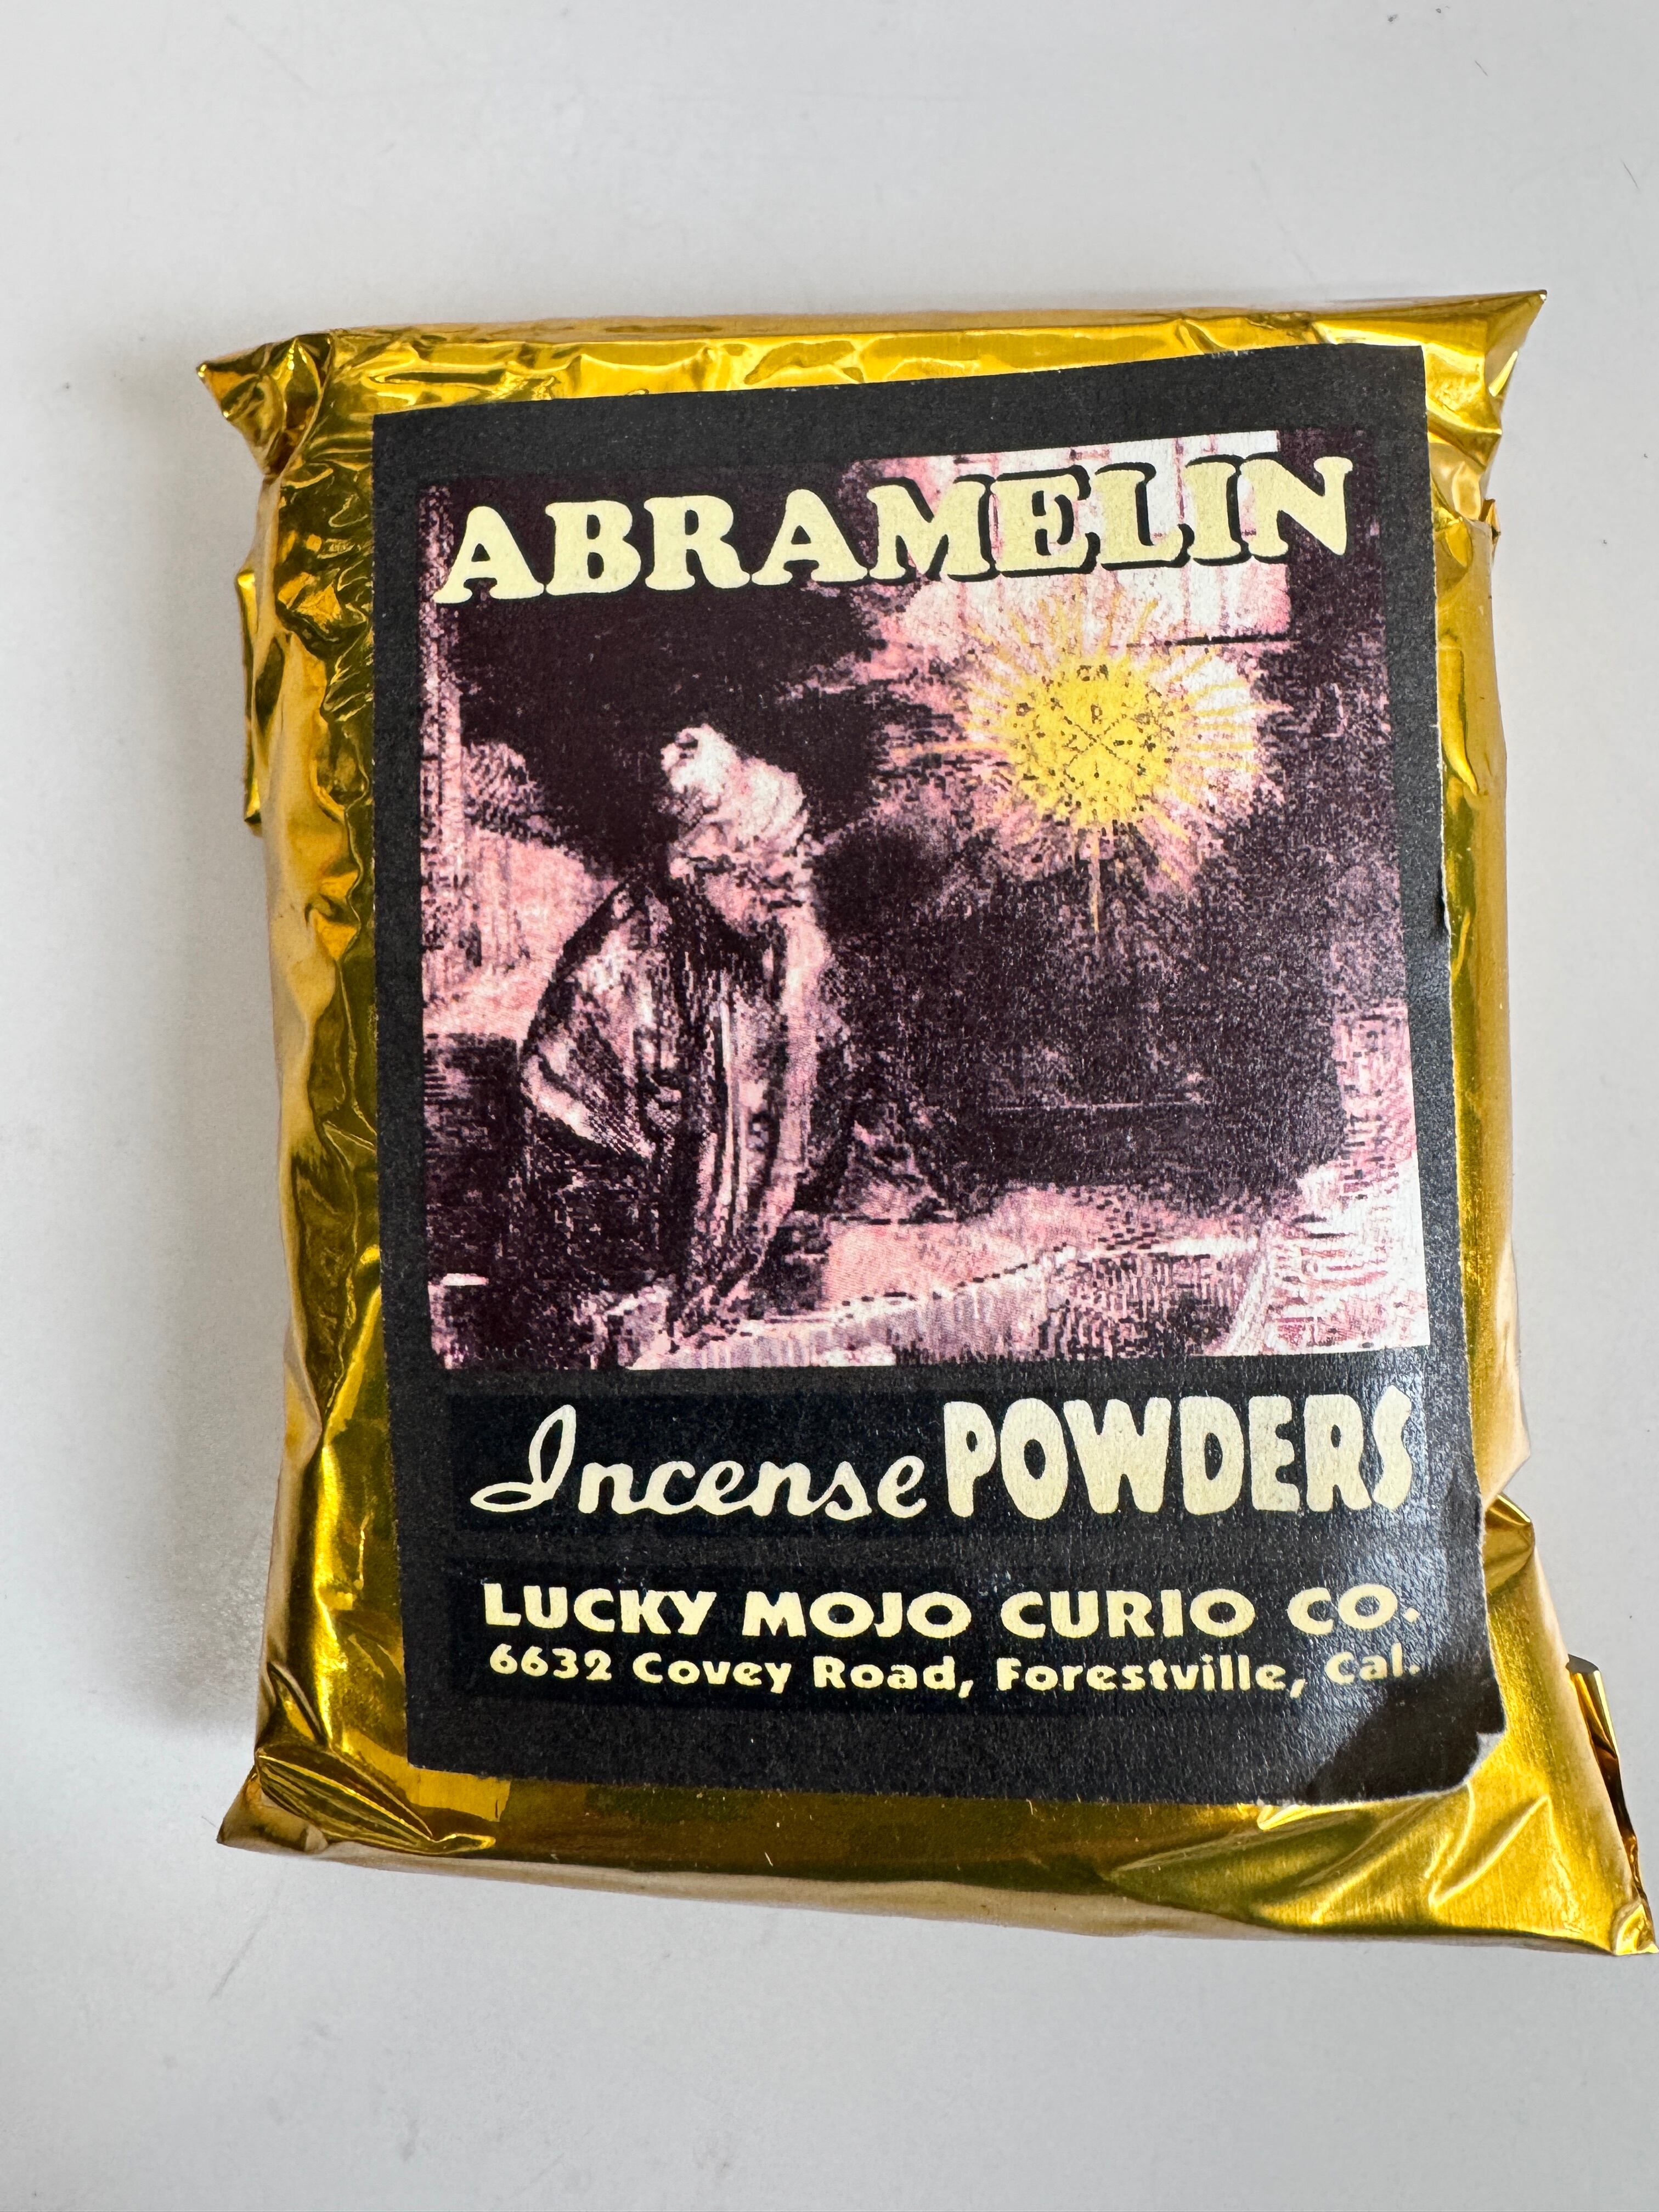 ABRAMELIN
Incense POWDERS
LUCKY MOJO CURIO CO.
6632 Covey Road, Forestville, Cal.